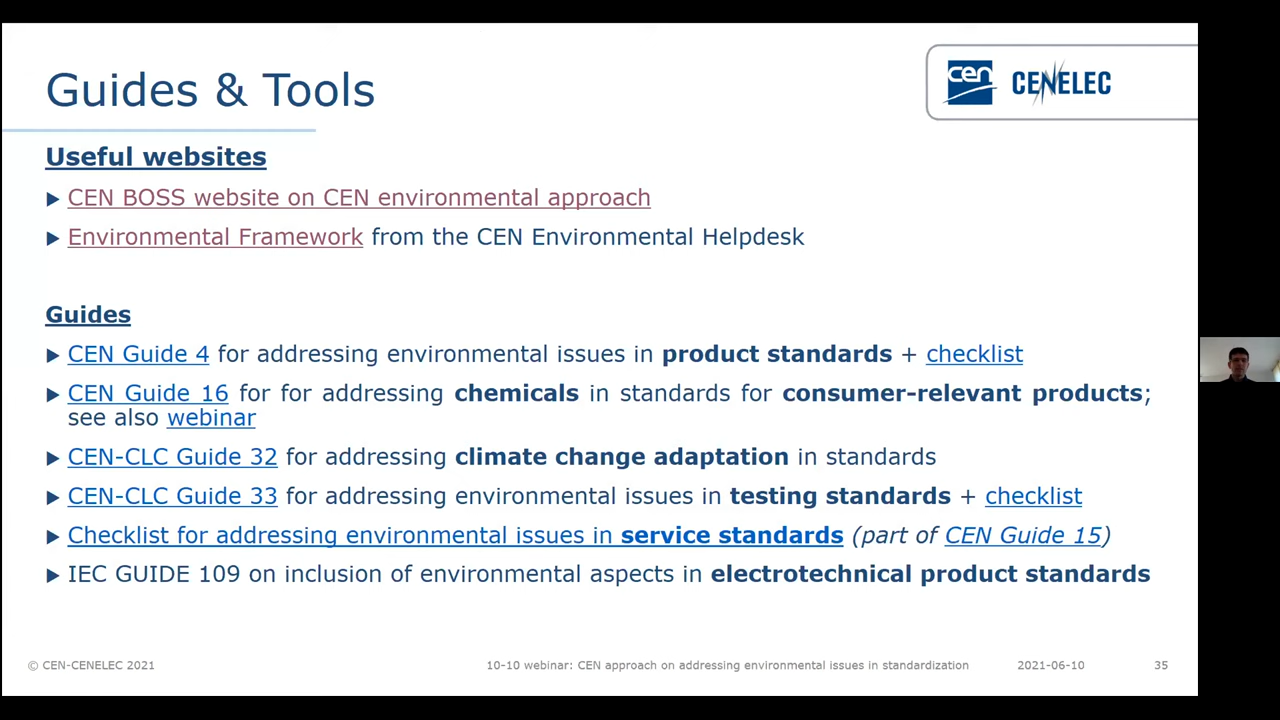 Guides & Tools
cen CENELEC
Useful websites
▶ CEN BOSS website on CEN environmental approach
▶ Environmental Framework from the CEN Environmental Helpdesk
Guides
▶ CEN Guide 4 for addressing environmental issues in product standards + checklist
▶ CEN Guide 16 for for addressing chemicals in standards for consumer-relevant products;
see also webinar
▶ CEN-CLC Guide 32 for addressing climate change adaptation in standards
▶ CEN-CLC Guide 33 for addressing environmental issues in testing standards + checklist
▶ Checklist for addressing environmental issues in service standards (part of CEN Guide 15)
▶ IEC GUIDE 109 on inclusion of environmental aspects in electrotechnical product standards
© CEN-CENELEC 2021 10-10 webinar: CEN approach on addressing environmental issues in standardization 2021-06-10 35